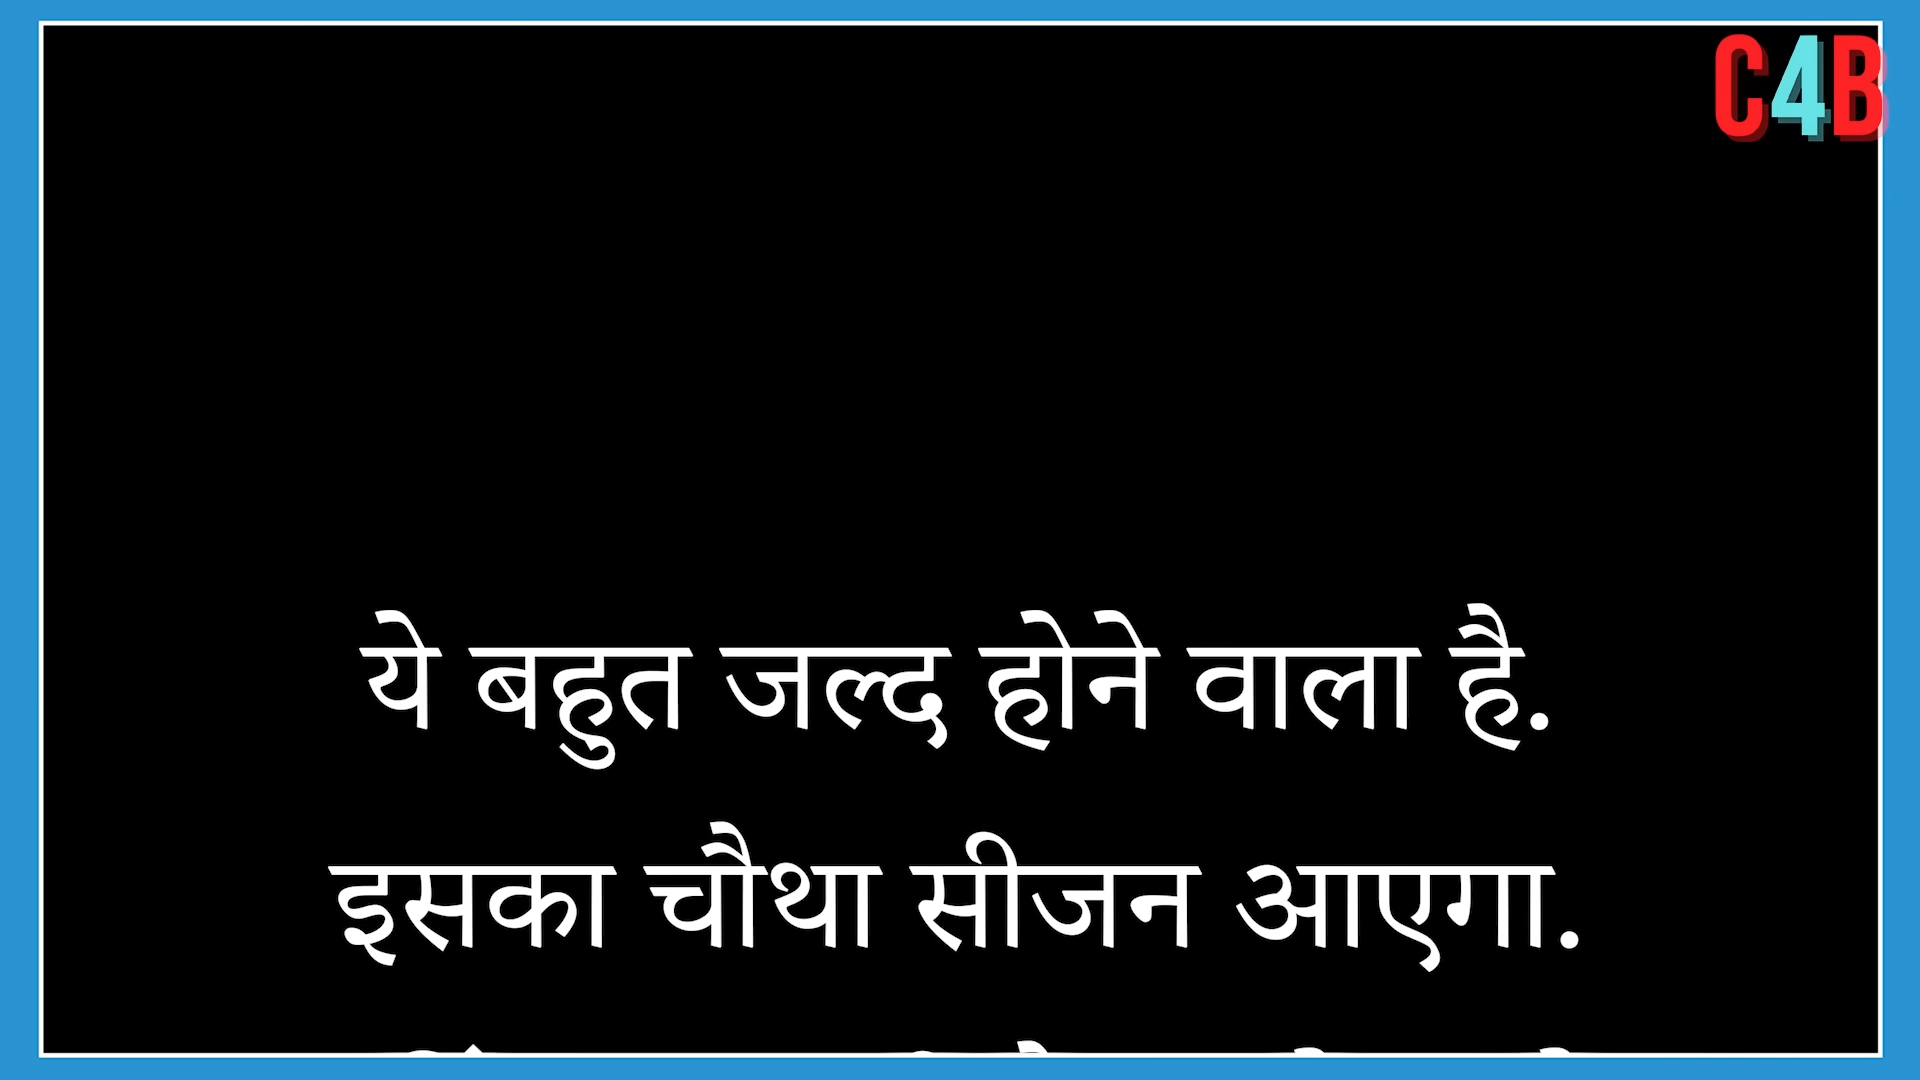 C4B
ये बहुत जल्द होने वाला है.
इसका चौथा सीजन आएगा.